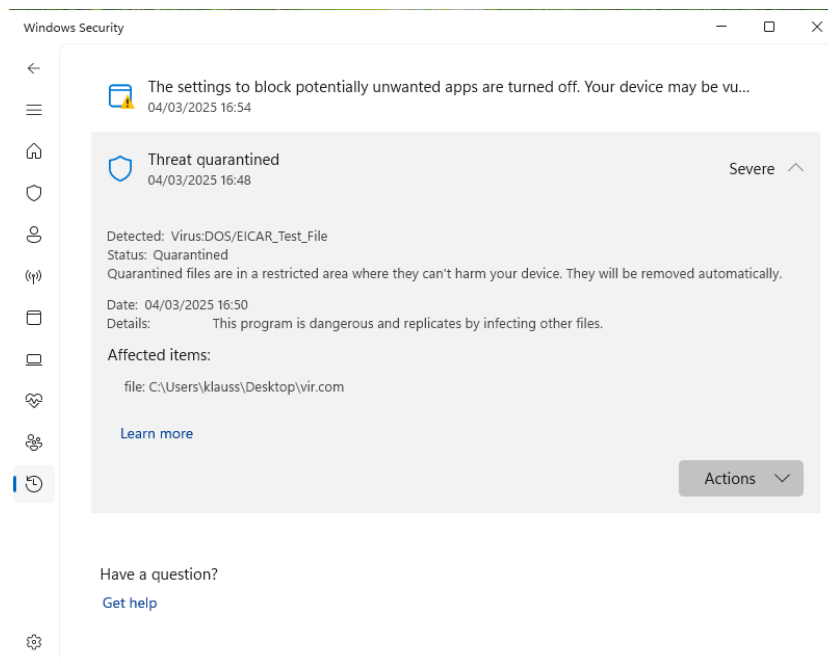 Windows Security
The settings to block potentially unwanted apps are turned off. Your device may be vu...
04/03/2025 16:54
Threat quarantined
04/03/2025 16:48
Severe
Detected: Virus:DOS/EICAR_Test_File
Status: Quarantined
Quarantined files are in a restricted area where they can't harm your device. They will be removed automatically.
Date: 04/03/2025 16:50
Details: This program is dangerous and replicates by infecting other files.
Affected items:
file: C:\Users\klauss\Desktop\vir.com
Learn more
Actions
Have a question?
Get help